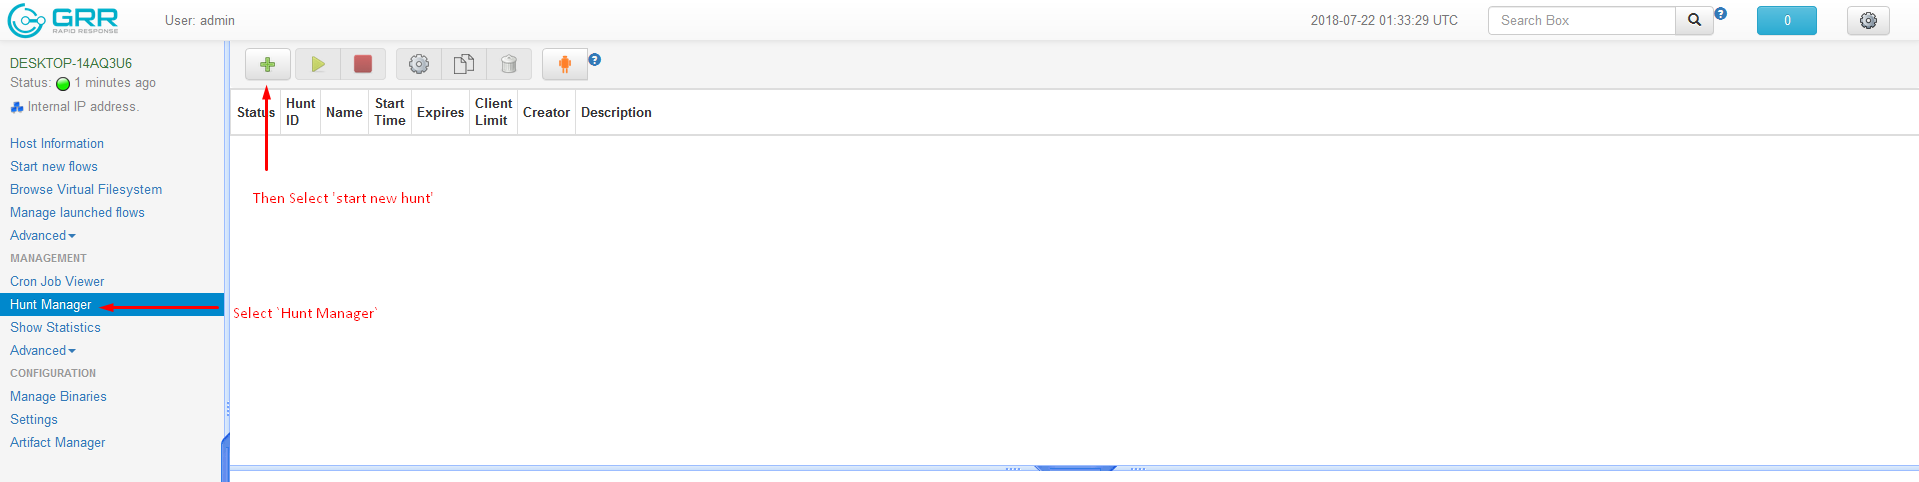 GRR
RAPID RESPONSE
User: admin
2018-07-22 01:33:29 UTC
Search Box
?
0
DESKTOP-14AQ3U6
Status: 1 minutes ago
Internal IP address.
Host Information
Start new flows
Browse Virtual Filesystem
Manage launched flows
Advanced
MANAGEMENT
Cron Job Viewer
Hunt Manager
Show Statistics
Advanced
CONFIGURATION
Manage Binaries
Settings
Artifact Manager
?
Status
Hunt
ID
Name
Start
Time
Expires
Client
Limit
Creator
Description
Then Select 'start new hunt'
Select `Hunt Manager`